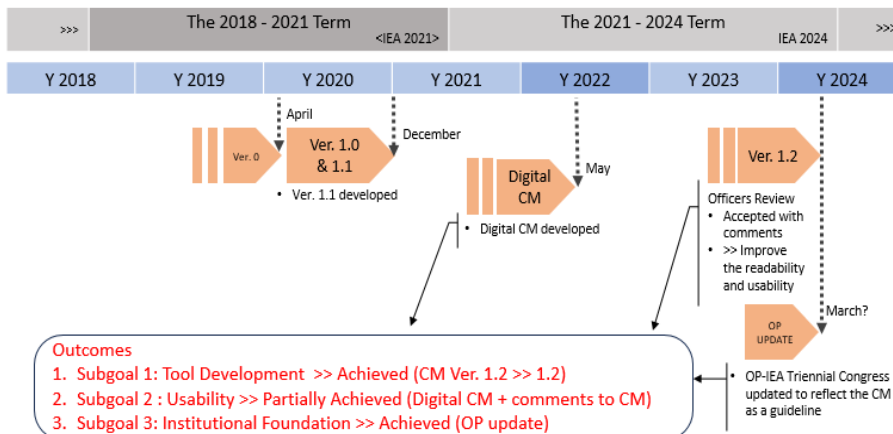 >>> The 2018 - 2021 Term <IEA 2021> The 2021 - 2024 Term IEA 2024 >>>
Y 2018 Y 2019 Y 2020 Y 2021 Y 2022 Y 2023 Y 2024
April
December
Ver. 0
Ver. 1.0
& 1.1
• Ver. 1.1 developed
May
Digital
CM
• Digital CM developed
Ver. 1.2
Officers Review
• Accepted with
comments
• >> Improve
the readability
and usability
March?
OP
UPDATE
• OP-IEA Triennial Congress
updated to reflect the CM
as a guideline
Outcomes
1. Subgoal 1: Tool Development >> Achieved (CM Ver. 1.2 >> 1.2)
2. Subgoal 2 : Usability >> Partially Achieved (Digital CM + comments to CM)
3. Subgoal 3: Institutional Foundation >> Achieved (OP update)